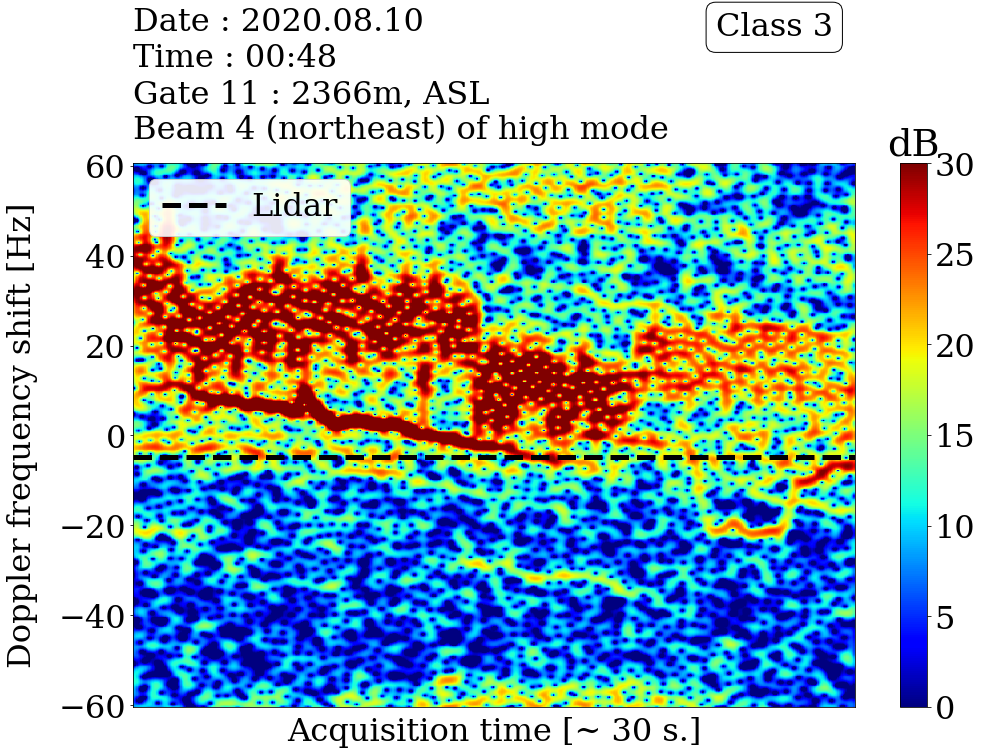 Date : 2020.08.10
Time : 00:48
Gate 11 : 2366m, ASL
Beam 4 (northeast) of high mode
Class 3
dB
Lidar
Doppler frequency shift [Hz]
60
40
20
0
−20
−40
−60
30
25
20
15
10
5
0
Acquisition time [~ 30 s.]